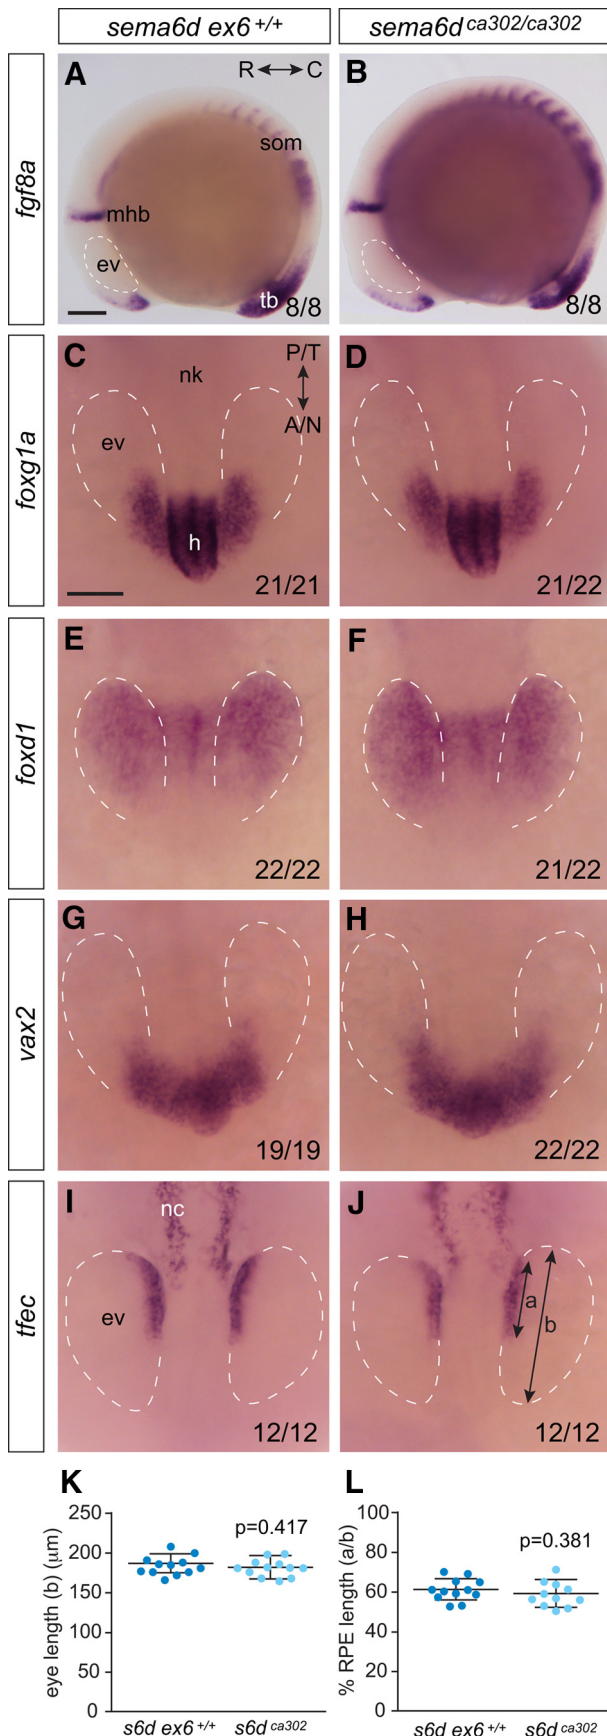 sema6d ex6 +/+
sema6d ca302/ca302
fgf8a
A
R C
som
mhb
ev
tb
8/8
B
8/8
foxg1a
C
P/T
nk
A/N
ev
h
21/21
D
21/22
foxd1
E
22/22
F
21/22
vax2
G
19/19
H
22/22
tfec
I
nc
ev
12/12
J
a
b
12/12
K
eye length (b) (μm)
250
200
150
100
50
0
p=0.417
s6d ex6 +/+
s6d ca302
L
% RPE length (a/b)
100
80
60
40
20
0
p=0.381
s6d ex6 +/+
s6d ca302